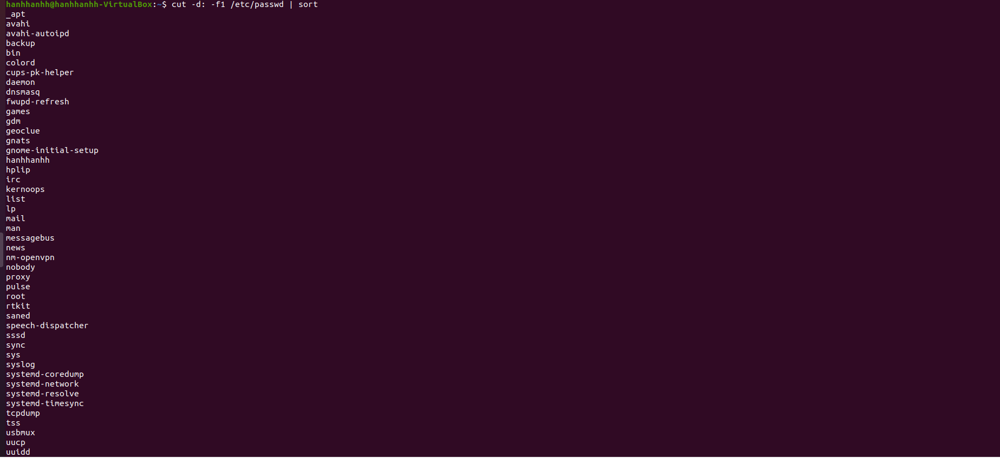 hanhhanhh@hanhhanhh-VirtualBox:~$ cut -d: -f1 /etc/passwd | sort
_apt
avahi
avahi-autoipd
backup
bin
colord
cups-pk-helper
daemon
dnsmasq
fwupd-refresh
games
gdm
geoclue
gnats
gnome-initial-setup
hanhhanhh
hplip
irc
kernoops
list
lp
mail
man
messagebus
news
nm-openvpn
nobody
proxy
pulse
root
rtkit
saned
speech-dispatcher
sssd
sync
sys
syslog
systemd-coredump
systemd-network
systemd-resolve
systemd-timesync
tcpdump
tss
usbmux
uucp
uuidd